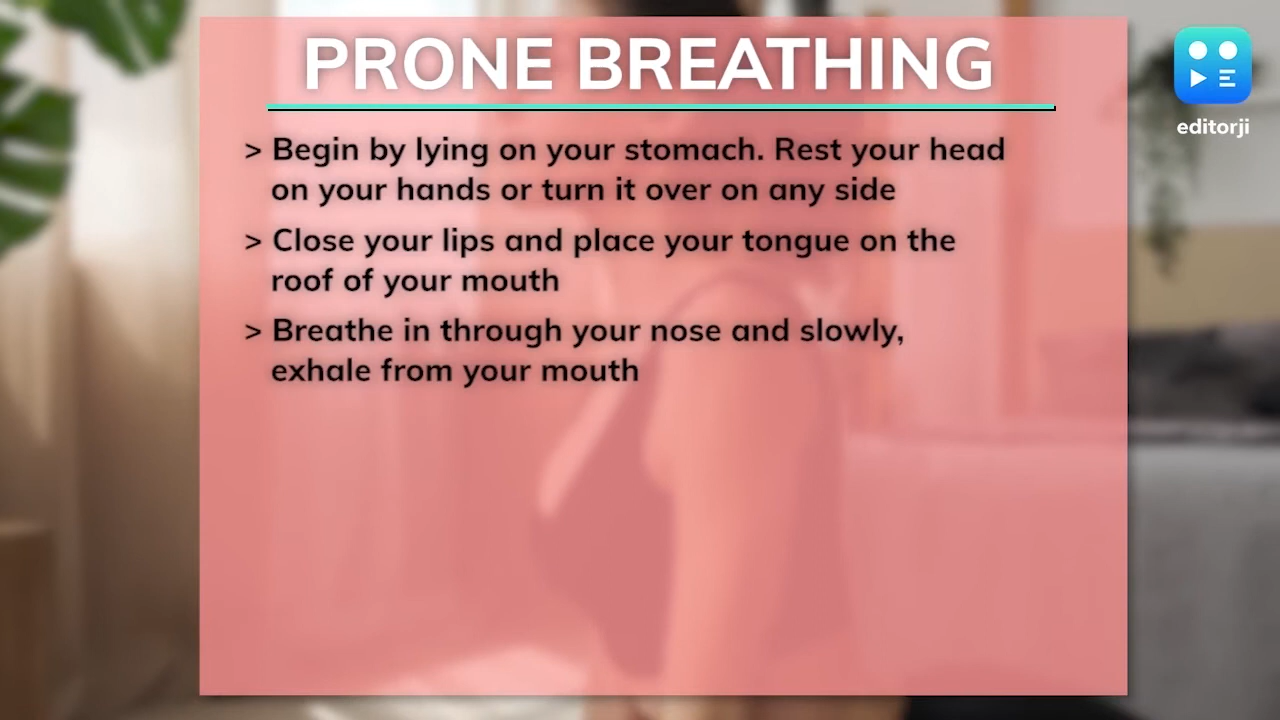 PRONE BREATHING
editorji
> Begin by lying on your stomach. Rest your head
on your hands or turn it over on any side
> Close your lips and place your tongue on the
roof of your mouth
> Breathe in through your nose and slowly,
exhale from your mouth